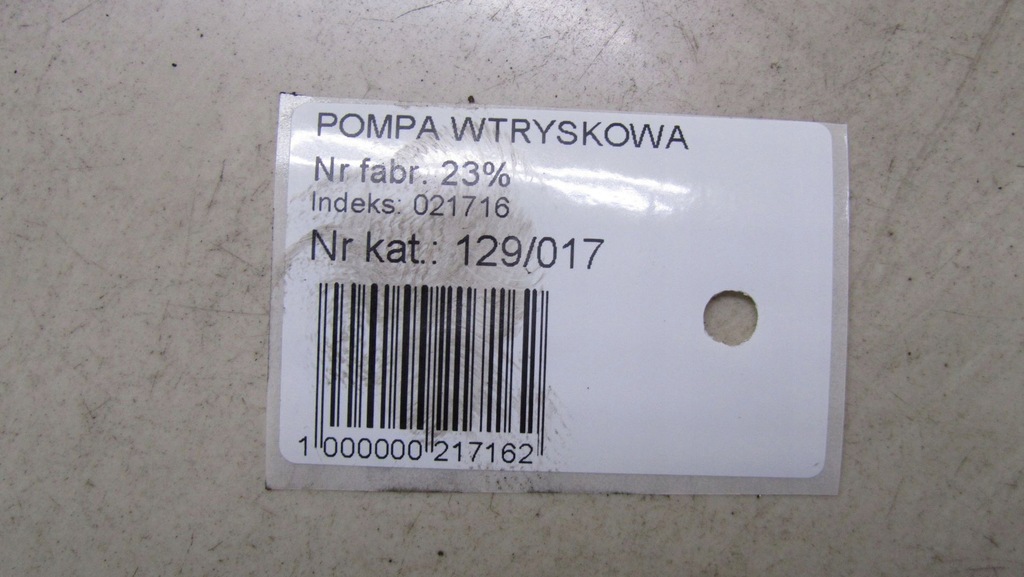 POMPA WTRYSKOWA
Nr fabr. 23%
Indeks: 021716
Nr kat.: 129/017
1 000000 217162